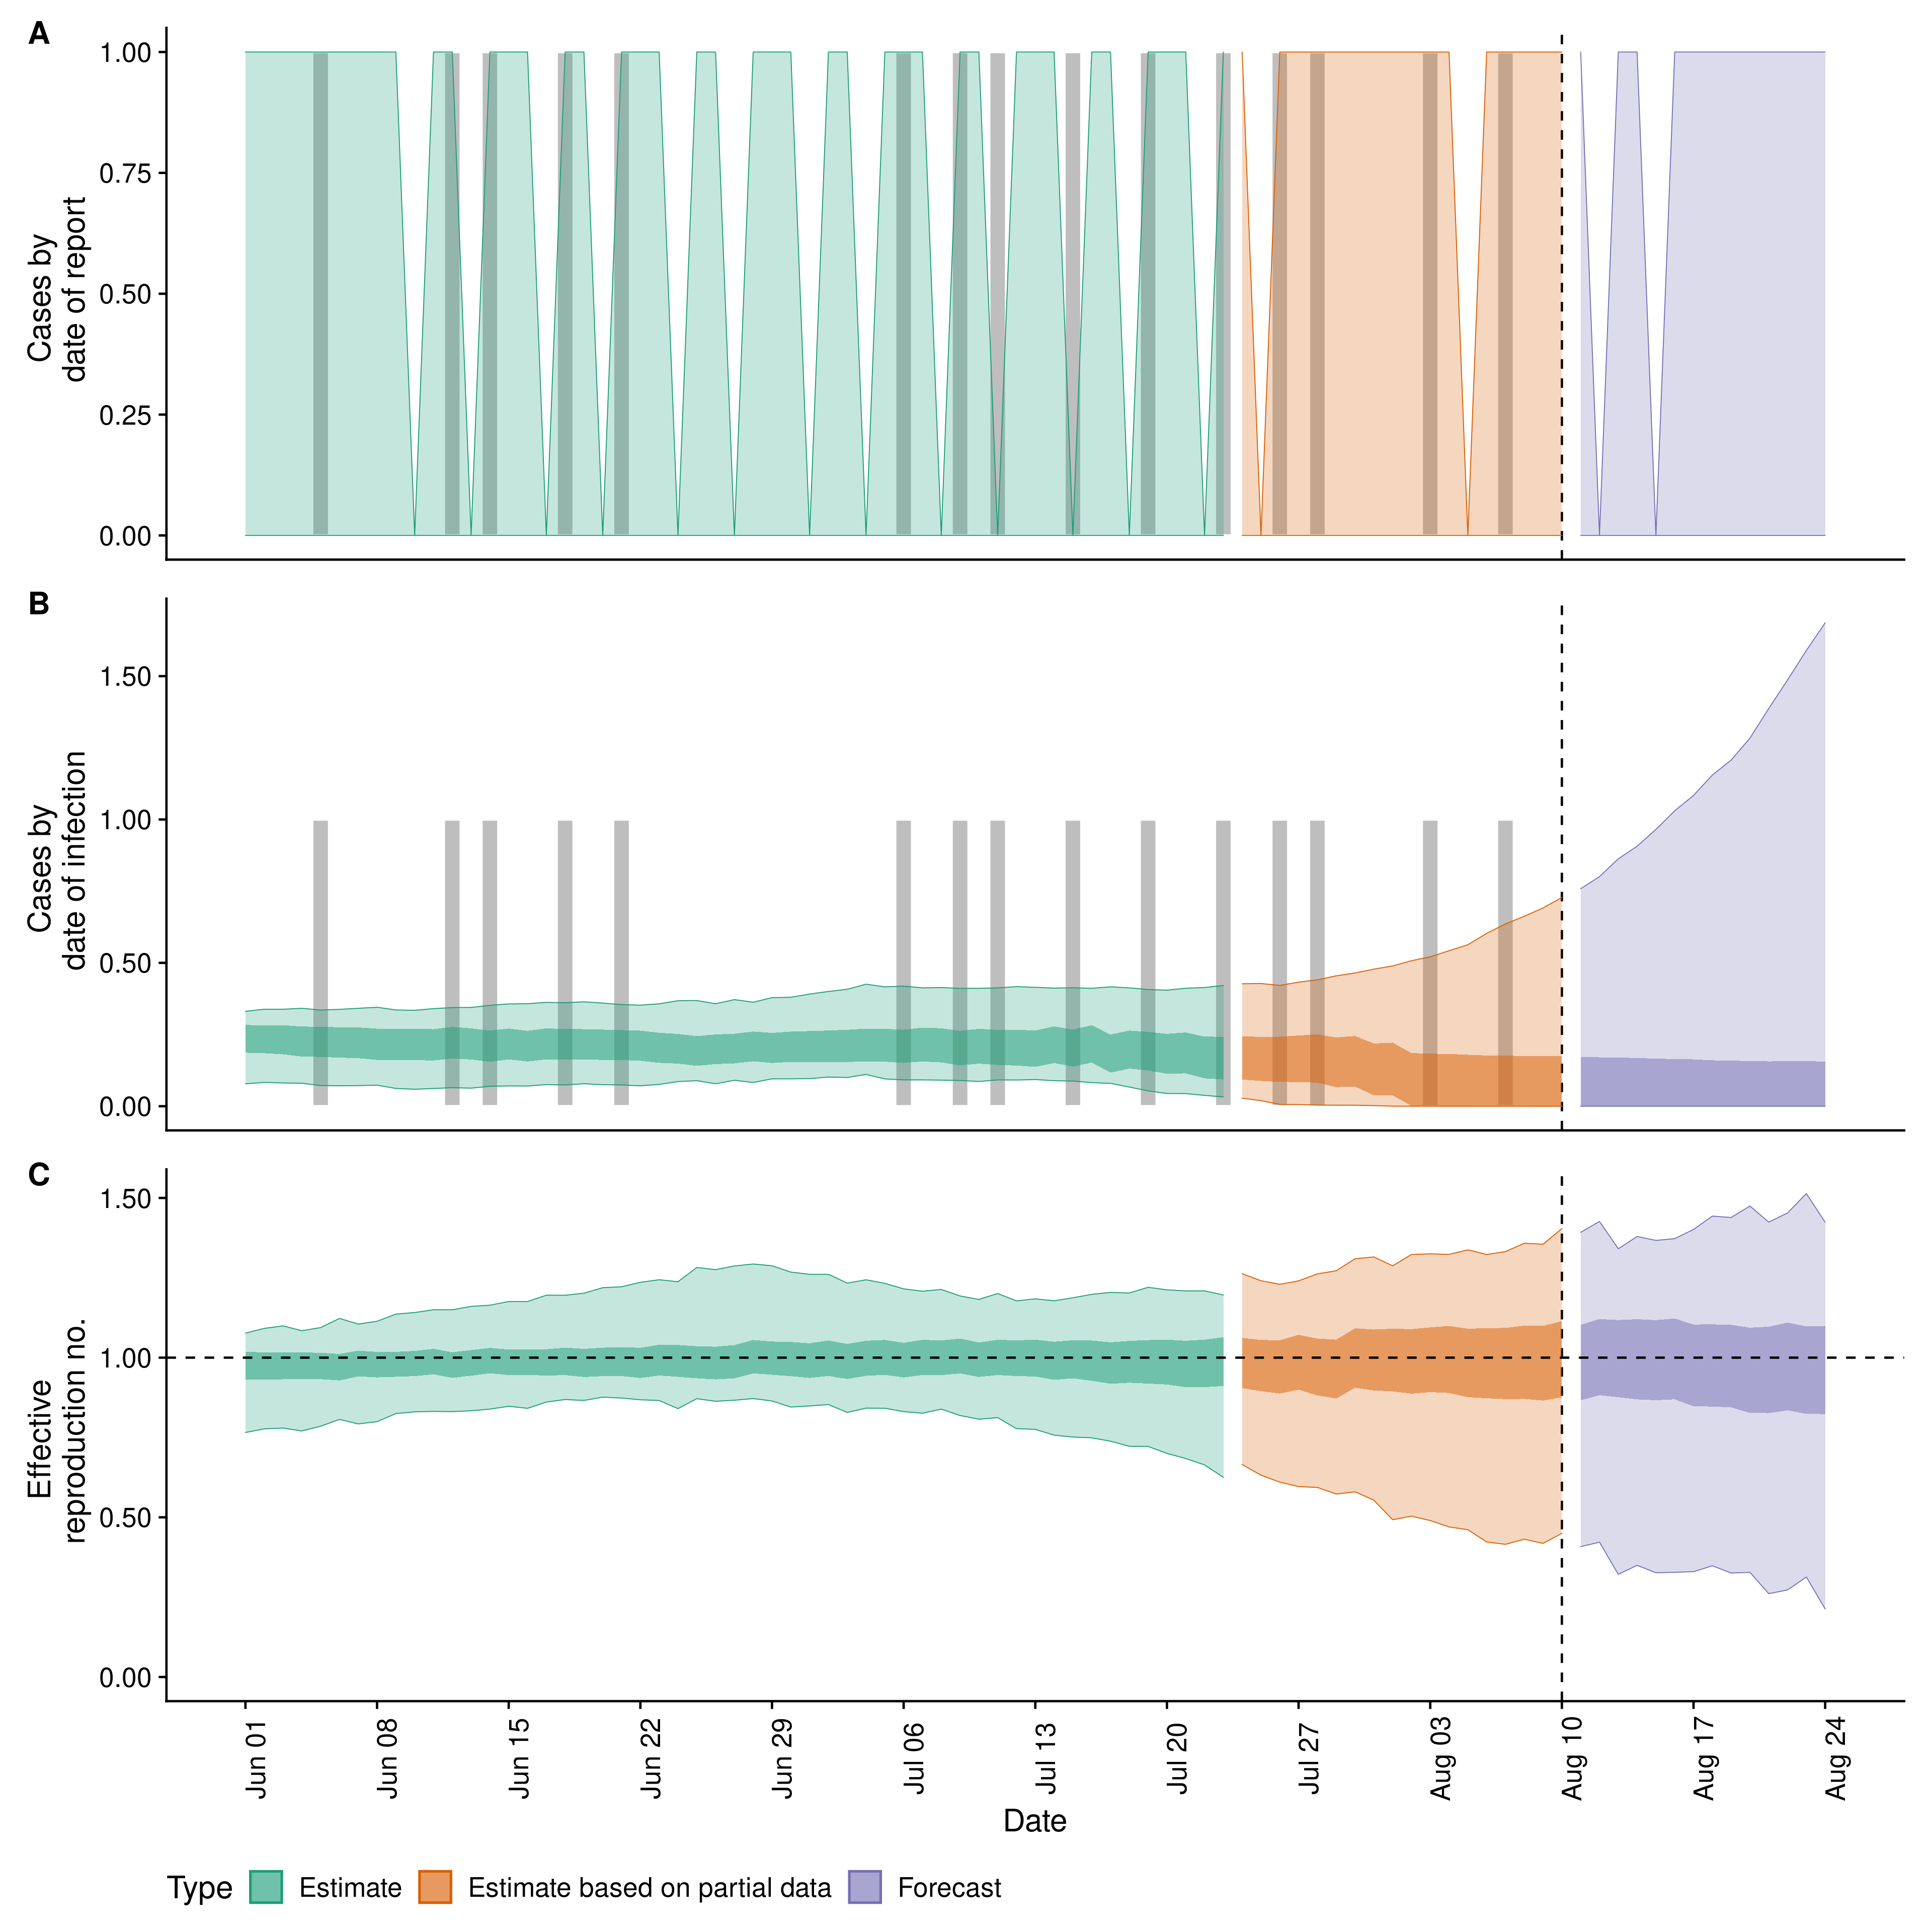 A
Cases by
date of report
1.00
0.75
0.50
0.25
0.00
B
Cases by
date of infection
1.50
1.00
0.50
0.00
C
Effective
reproduction no.
1.50
1.00
0.50
0.00
Jun 01
Jun 08
Jun 15
Jun 22
Jun 29
Jul 06
Jul 13
Jul 20
Jul 27
Aug 03
Aug 10
Aug 17
Aug 24
Date
Type
Estimate
Estimate based on partial data
Forecast